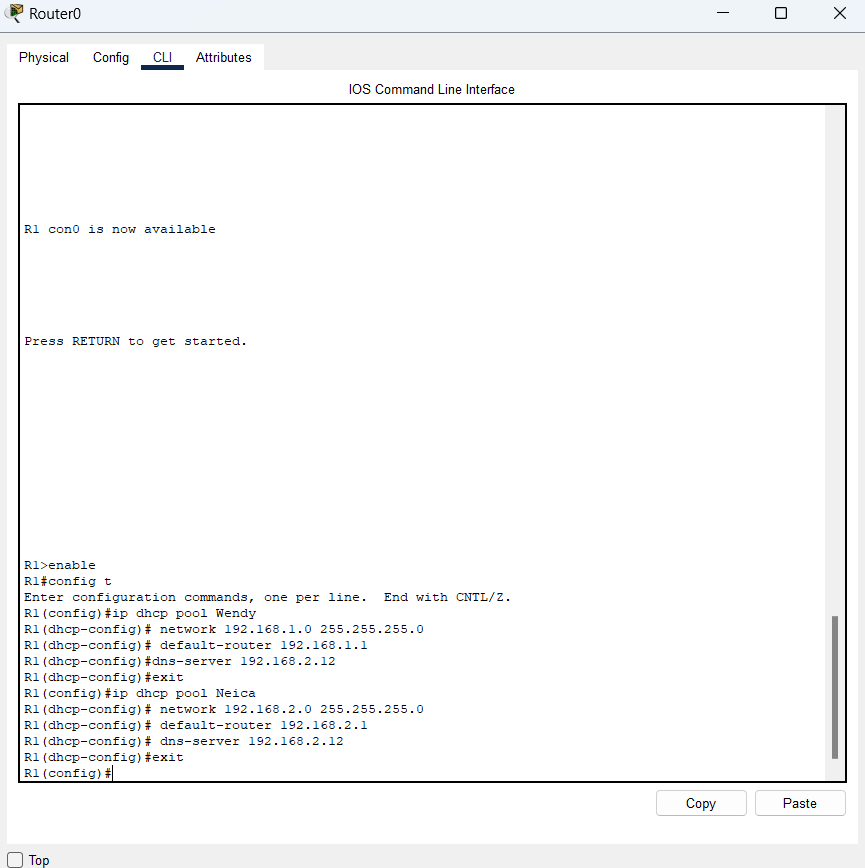 Router0
Physical Config CLI Attributes
IOS Command Line Interface
R1 con0 is now available
Press RETURN to get started.
R1>enable
R1#config t
Enter configuration commands, one per line.  End with CNTL/Z.
R1(config)#ip dhcp pool Wendy
R1(dhcp-config)# network 192.168.1.0 255.255.255.0
R1(dhcp-config)# default-router 192.168.1.1
R1(dhcp-config)#dns-server 192.168.2.12
R1(dhcp-config)#exit
R1(config)#ip dhcp pool Neica
R1(dhcp-config)# network 192.168.2.0 255.255.255.0
R1(dhcp-config)# default-router 192.168.2.1
R1(dhcp-config)# dns-server 192.168.2.12
R1(dhcp-config)#exit
R1(config)#
Copy Paste
Top